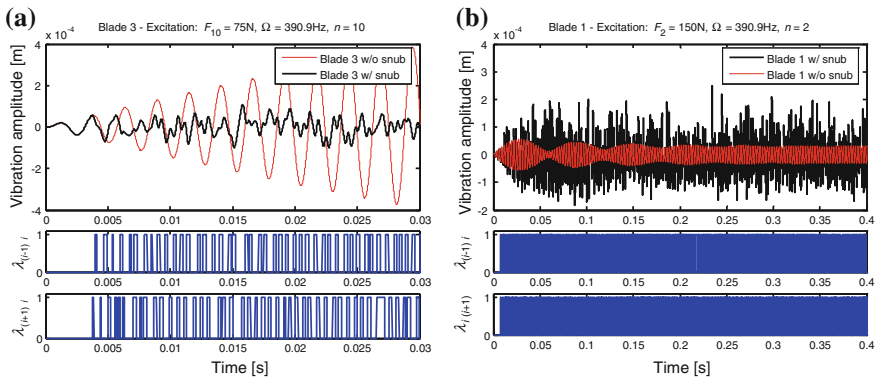 (a)
Blade 3 - Excitation: F10 = 75N, Ω = 390.9Hz, n = 10
x 10^-4
Vibration amplitude [m]
4
2
0
-2
-4
Blade 3 w/o snub
Blade 3 w/ snub
0 0.005 0.01 0.015 0.02 0.025 0.03
λ(i-1) i
1
0
0 0.005 0.01 0.015 0.02 0.025 0.03
λ(i+1) i
1
0
0 0.005 0.01 0.015 0.02 0.025 0.03
Time [s]
(b)
Blade 1 - Excitation: F2 = 150N, Ω = 390.9Hz, n = 2
x 10^-4
Vibration amplitude [m]
4
3
2
1
0
-1
-2
Blade 1 w/ snub
Blade 1 w/o snub
0 0.05 0.1 0.15 0.2 0.25 0.3 0.35 0.4
λ(i-1) i
1
0
0 0.05 0.1 0.15 0.2 0.25 0.3 0.35 0.4
λi (i+1)
1
0
0 0.05 0.1 0.15 0.2 0.25 0.3 0.35 0.4
Time [s]